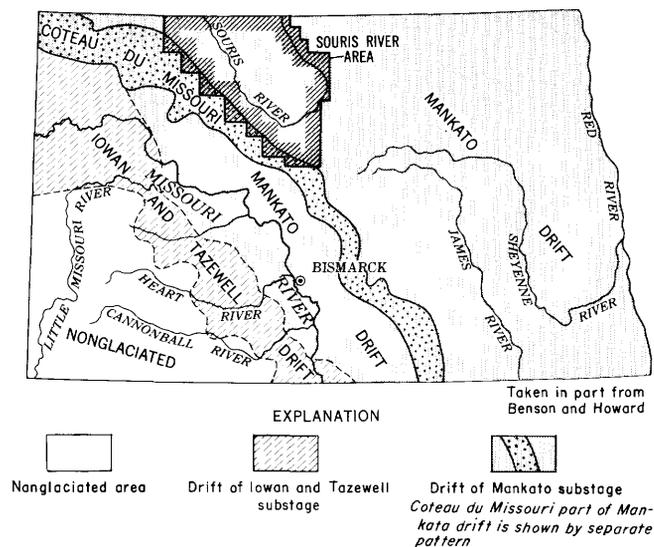 COTEAU
DU
MISSOURI
SOURIS
RIVER
SOURIS RIVER
AREA
MANKATO
DRIFT
RED
RIVER
IOWAN
AND
TAZEWELL
DRIFT
MISSOURI
RIVER
MANKATO
DRIFT
BISMARCK
JAMES
RIVER
SHEYENNE
RIVER
LITTLE
MISSOURI
RIVER
HEART
RIVER
CANNONBALL
RIVER
NONGLACIATED
Taken in part from
Benson and Howard
EXPLANATION
Nanglaciated area
Drift of Iowan and Tazewell
substage
Drift of Mankato substage
Coteau du Missouri part of Man-
kata drift is shown by separate
pattern